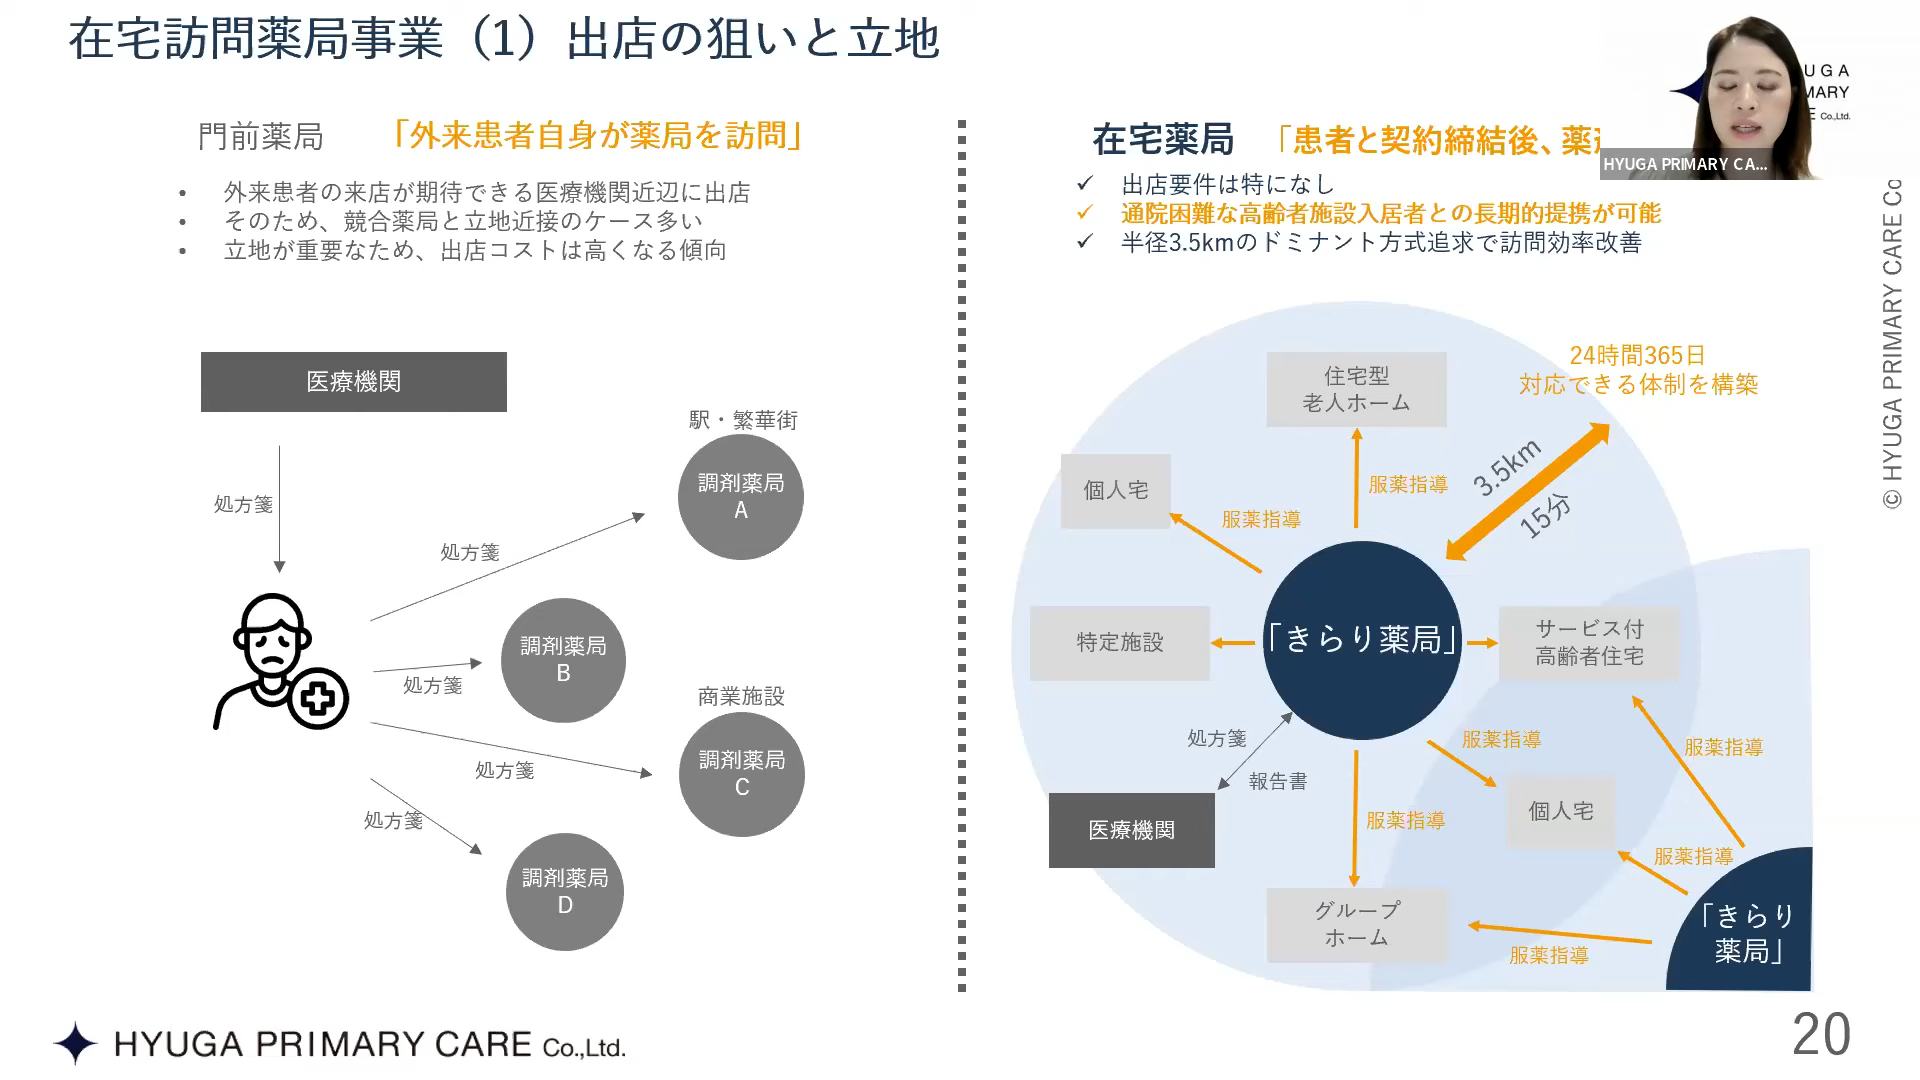 在宅訪問薬局事業（1）出店の狙いと立地
門前薬局
「外来患者自身が薬局を訪問」
• 外来患者の来店が期待できる医療機関近辺に出店
• そのため、競合薬局と立地近接のケース多い
• 立地が重要なため、出店コストは高くなる傾向
医療機関
処方箋
処方箋
処方箋
処方箋
処方箋
駅・繁華街
調剤薬局
A
調剤薬局
B
商業施設
調剤薬局
C
調剤薬局
D
在宅薬局
「患者と契約締結後、薬
✓ 出店要件は特になし
✓ 通院困難な高齢者施設入居者との長期的提携が可能
✓ 半径3.5kmのドミナント方式追求で訪問効率改善
24時間365日
対応できる体制を構築
3.5km
15分
住宅型
老人ホーム
服薬指導
個人宅
服薬指導
「きらり薬局」
特定施設
サービス付
高齢者住宅
処方箋
報告書
医療機関
服薬指導
服薬指導
個人宅
服薬指導
服薬指導
グループ
ホーム
服薬指導
「きらり
薬局」
UGA
MARY
E Co.,Ltd.
HYUGA PRIMARY CA...
© HYUGA PRIMARY CARE Co
HYUGA PRIMARY CARE Co.,Ltd.
20